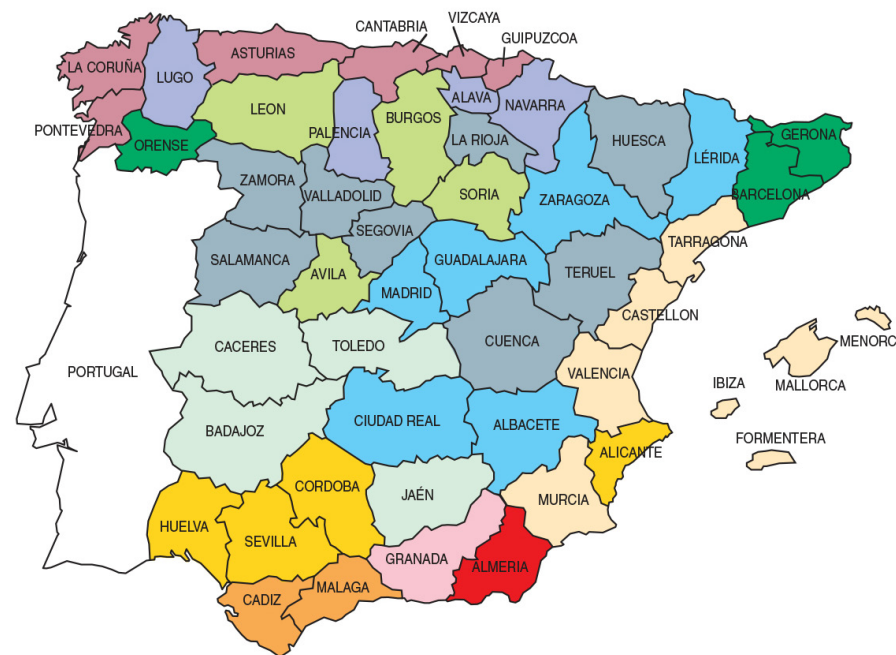 VIZCAYA
CANTABRIA
GUIPUZCOA
ASTURIAS
LA CORUÑA
LUGO
ALAVA
NAVARRA
LEON
BURGOS
PONTEVEDRA
PALENCIA
GERONA
ORENSE
LA RIOJA
HUESCA
LÉRIDA
ZAMORA
VALLADOLID
SORIA
BARCELONA
ZARAGOZA
SEGOVIA
TARRAGONA
SALAMANCA
GUADALAJARA
AVILA
TERUEL
MADRID
CASTELLON
MENORC
CACERES
TOLEDO
CUENCA
PORTUGAL
VALENCIA
MALLORCA
IBIZA
CIUDAD REAL
ALBACETE
BADAJOZ
FORMENTERA
ALICANTE
CORDOBA
JAÉN
MURCIA
HUELVA
SEVILLA
GRANADA
ALMERIA
MALAGA
CADIZ